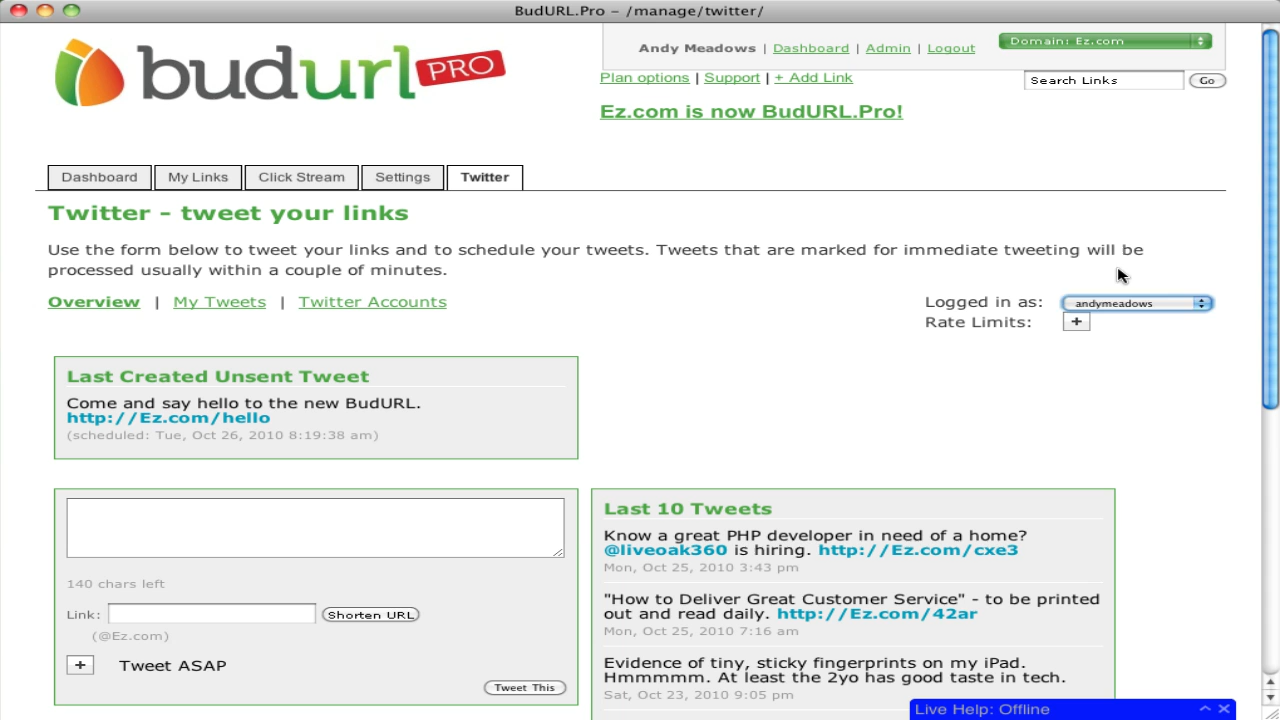 BudURL.Pro – /manage/twitter/
budurl PRO
Andy Meadows | Dashboard | Admin | Logout
Domain: Ez.com
Plan options | Support | + Add Link
Search Links
Go
Ez.com is now BudURL.Pro!
Dashboard
My Links
Click Stream
Settings
Twitter
Twitter - tweet your links
Use the form below to tweet your links and to schedule your tweets. Tweets that are marked for immediate tweeting will be
processed usually within a couple of minutes.
Overview | My Tweets | Twitter Accounts
Logged in as:
andymeadows
Rate Limits:
+
Last Created Unsent Tweet
Come and say hello to the new BudURL.
http://Ez.com/hello
(scheduled: Tue, Oct 26, 2010 8:19:38 am)
140 chars left
Link:
Shorten URL
(@Ez.com)
+ Tweet ASAP
Tweet This
Last 10 Tweets
Know a great PHP developer in need of a home?
@liveoak360 is hiring. http://Ez.com/cxe3
Mon, Oct 25, 2010 3:43 pm
"How to Deliver Great Customer Service" - to be printed
out and read daily. http://Ez.com/42ar
Mon, Oct 25, 2010 7:16 am
Evidence of tiny, sticky fingerprints on my iPad.
Hmmmmm. At least the 2yo has good taste in tech.
Sat, Oct 23, 2010 9:05 pm
Live Help: Offline